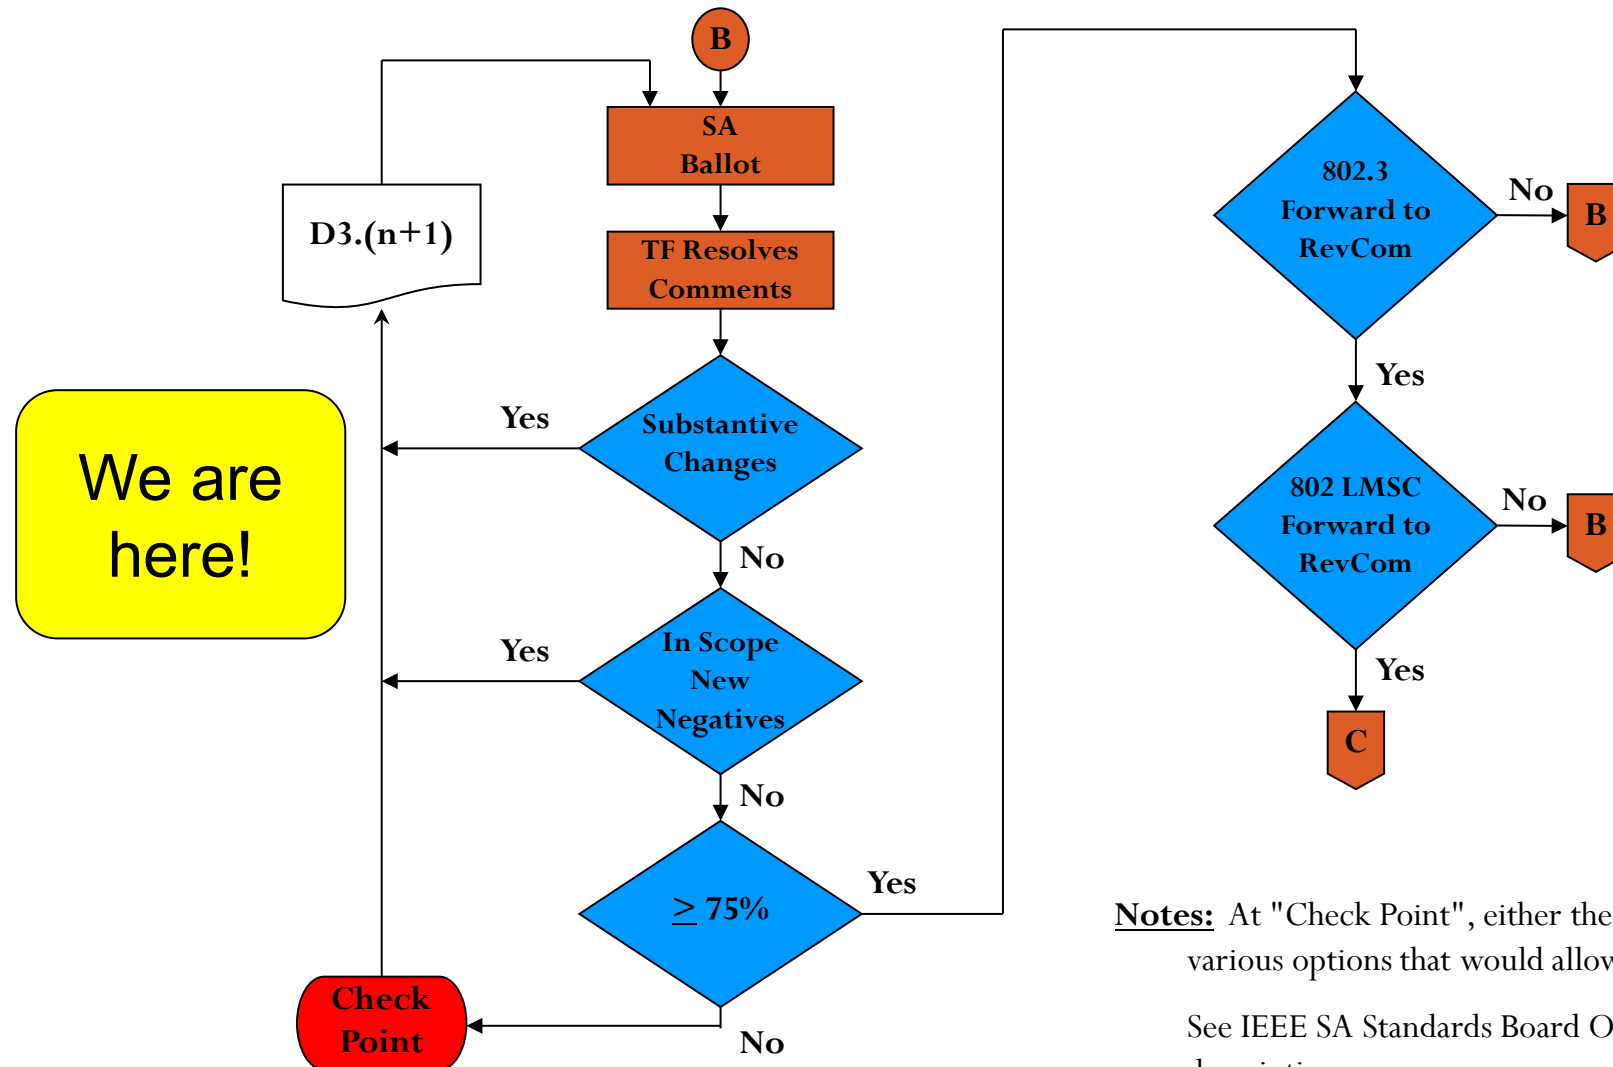 B
SA
Ballot
D3.(n+1)
TF Resolves
Comments
We are
here!
Yes
Substantive
Changes
No
Yes
In Scope
New
Negatives
No
≥ 75%
Yes
Check
Point
No
802.3
Forward to
RevCom
No
B
Yes
802 LMSC
Forward to
RevCom
No
B
Yes
C
Notes: At "Check Point", either the
various options that would allow
See IEEE SA Standards Board O